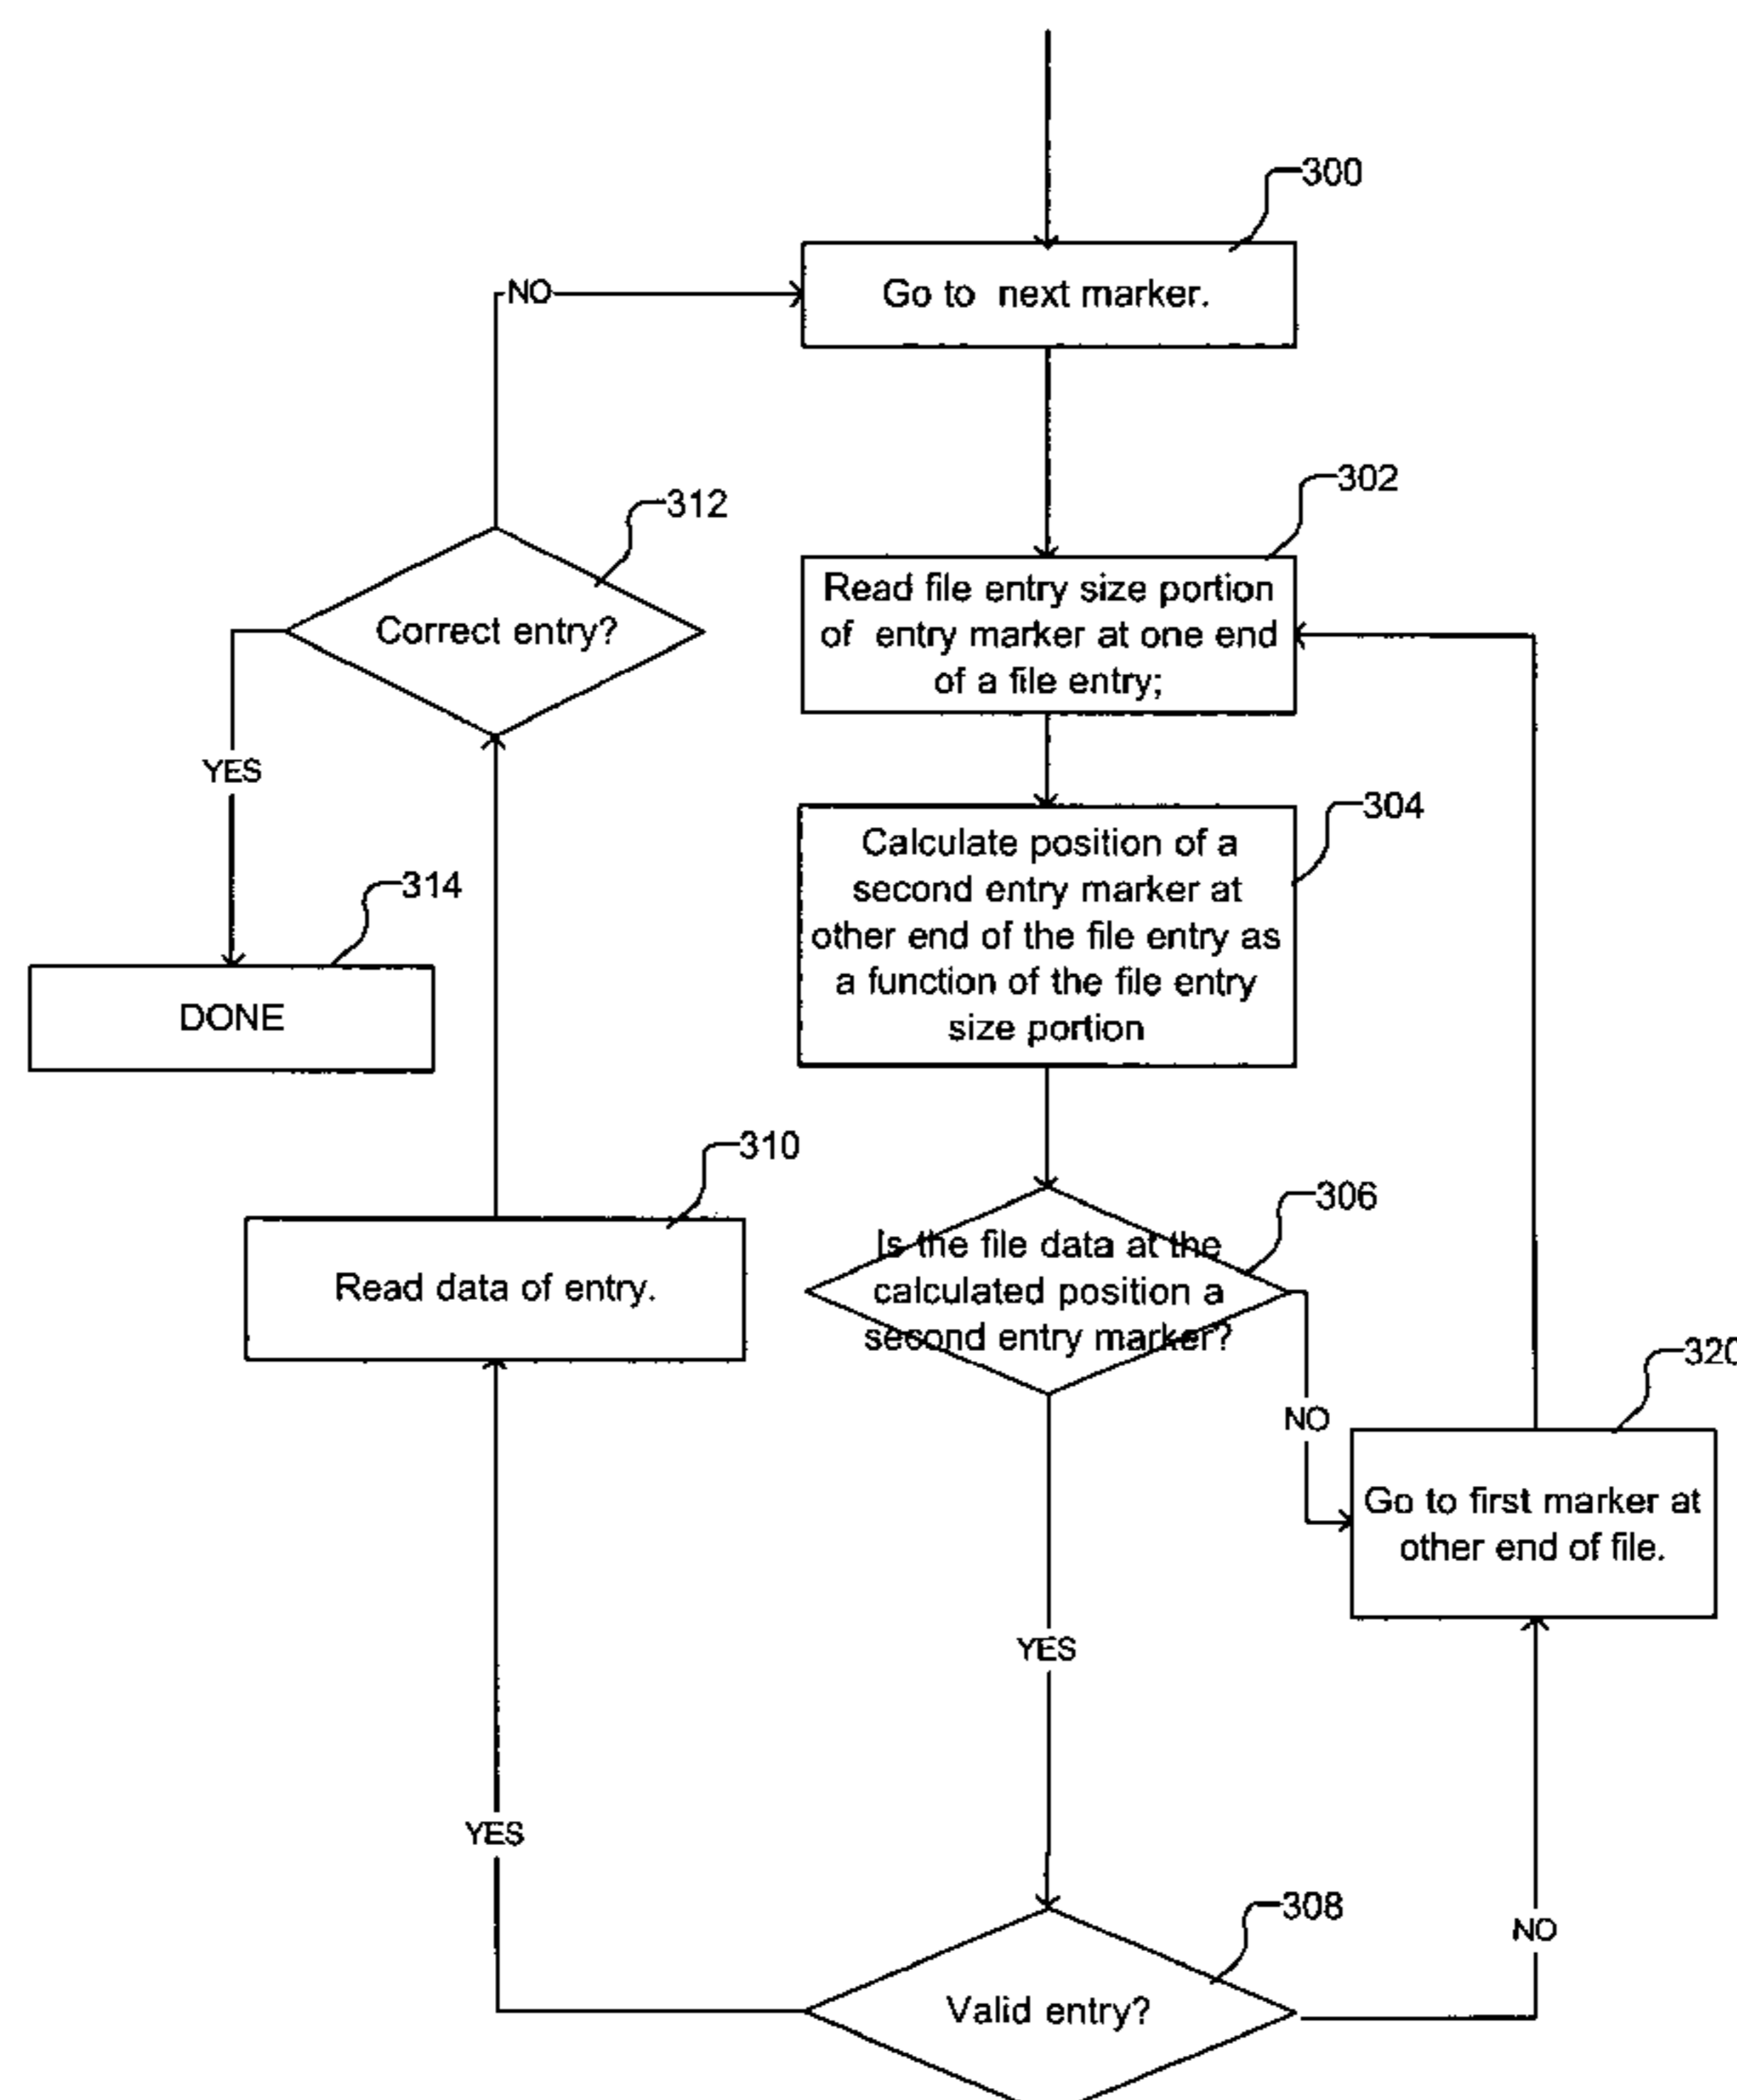 300
NO
Go to next marker.
302
312
Read file entry size portion
of entry marker at one end
of a file entry;
Correct entry?
YES
304
Calculate position of a
second entry marker at
other end of the file entry as
a function of the file entry
size portion
314
DONE
310
306
Is the file data at the
calculated position a
second entry marker?
Read data of entry.
320
NO
Go to first marker at
other end of file.
YES
YES
308
NO
Valid entry?